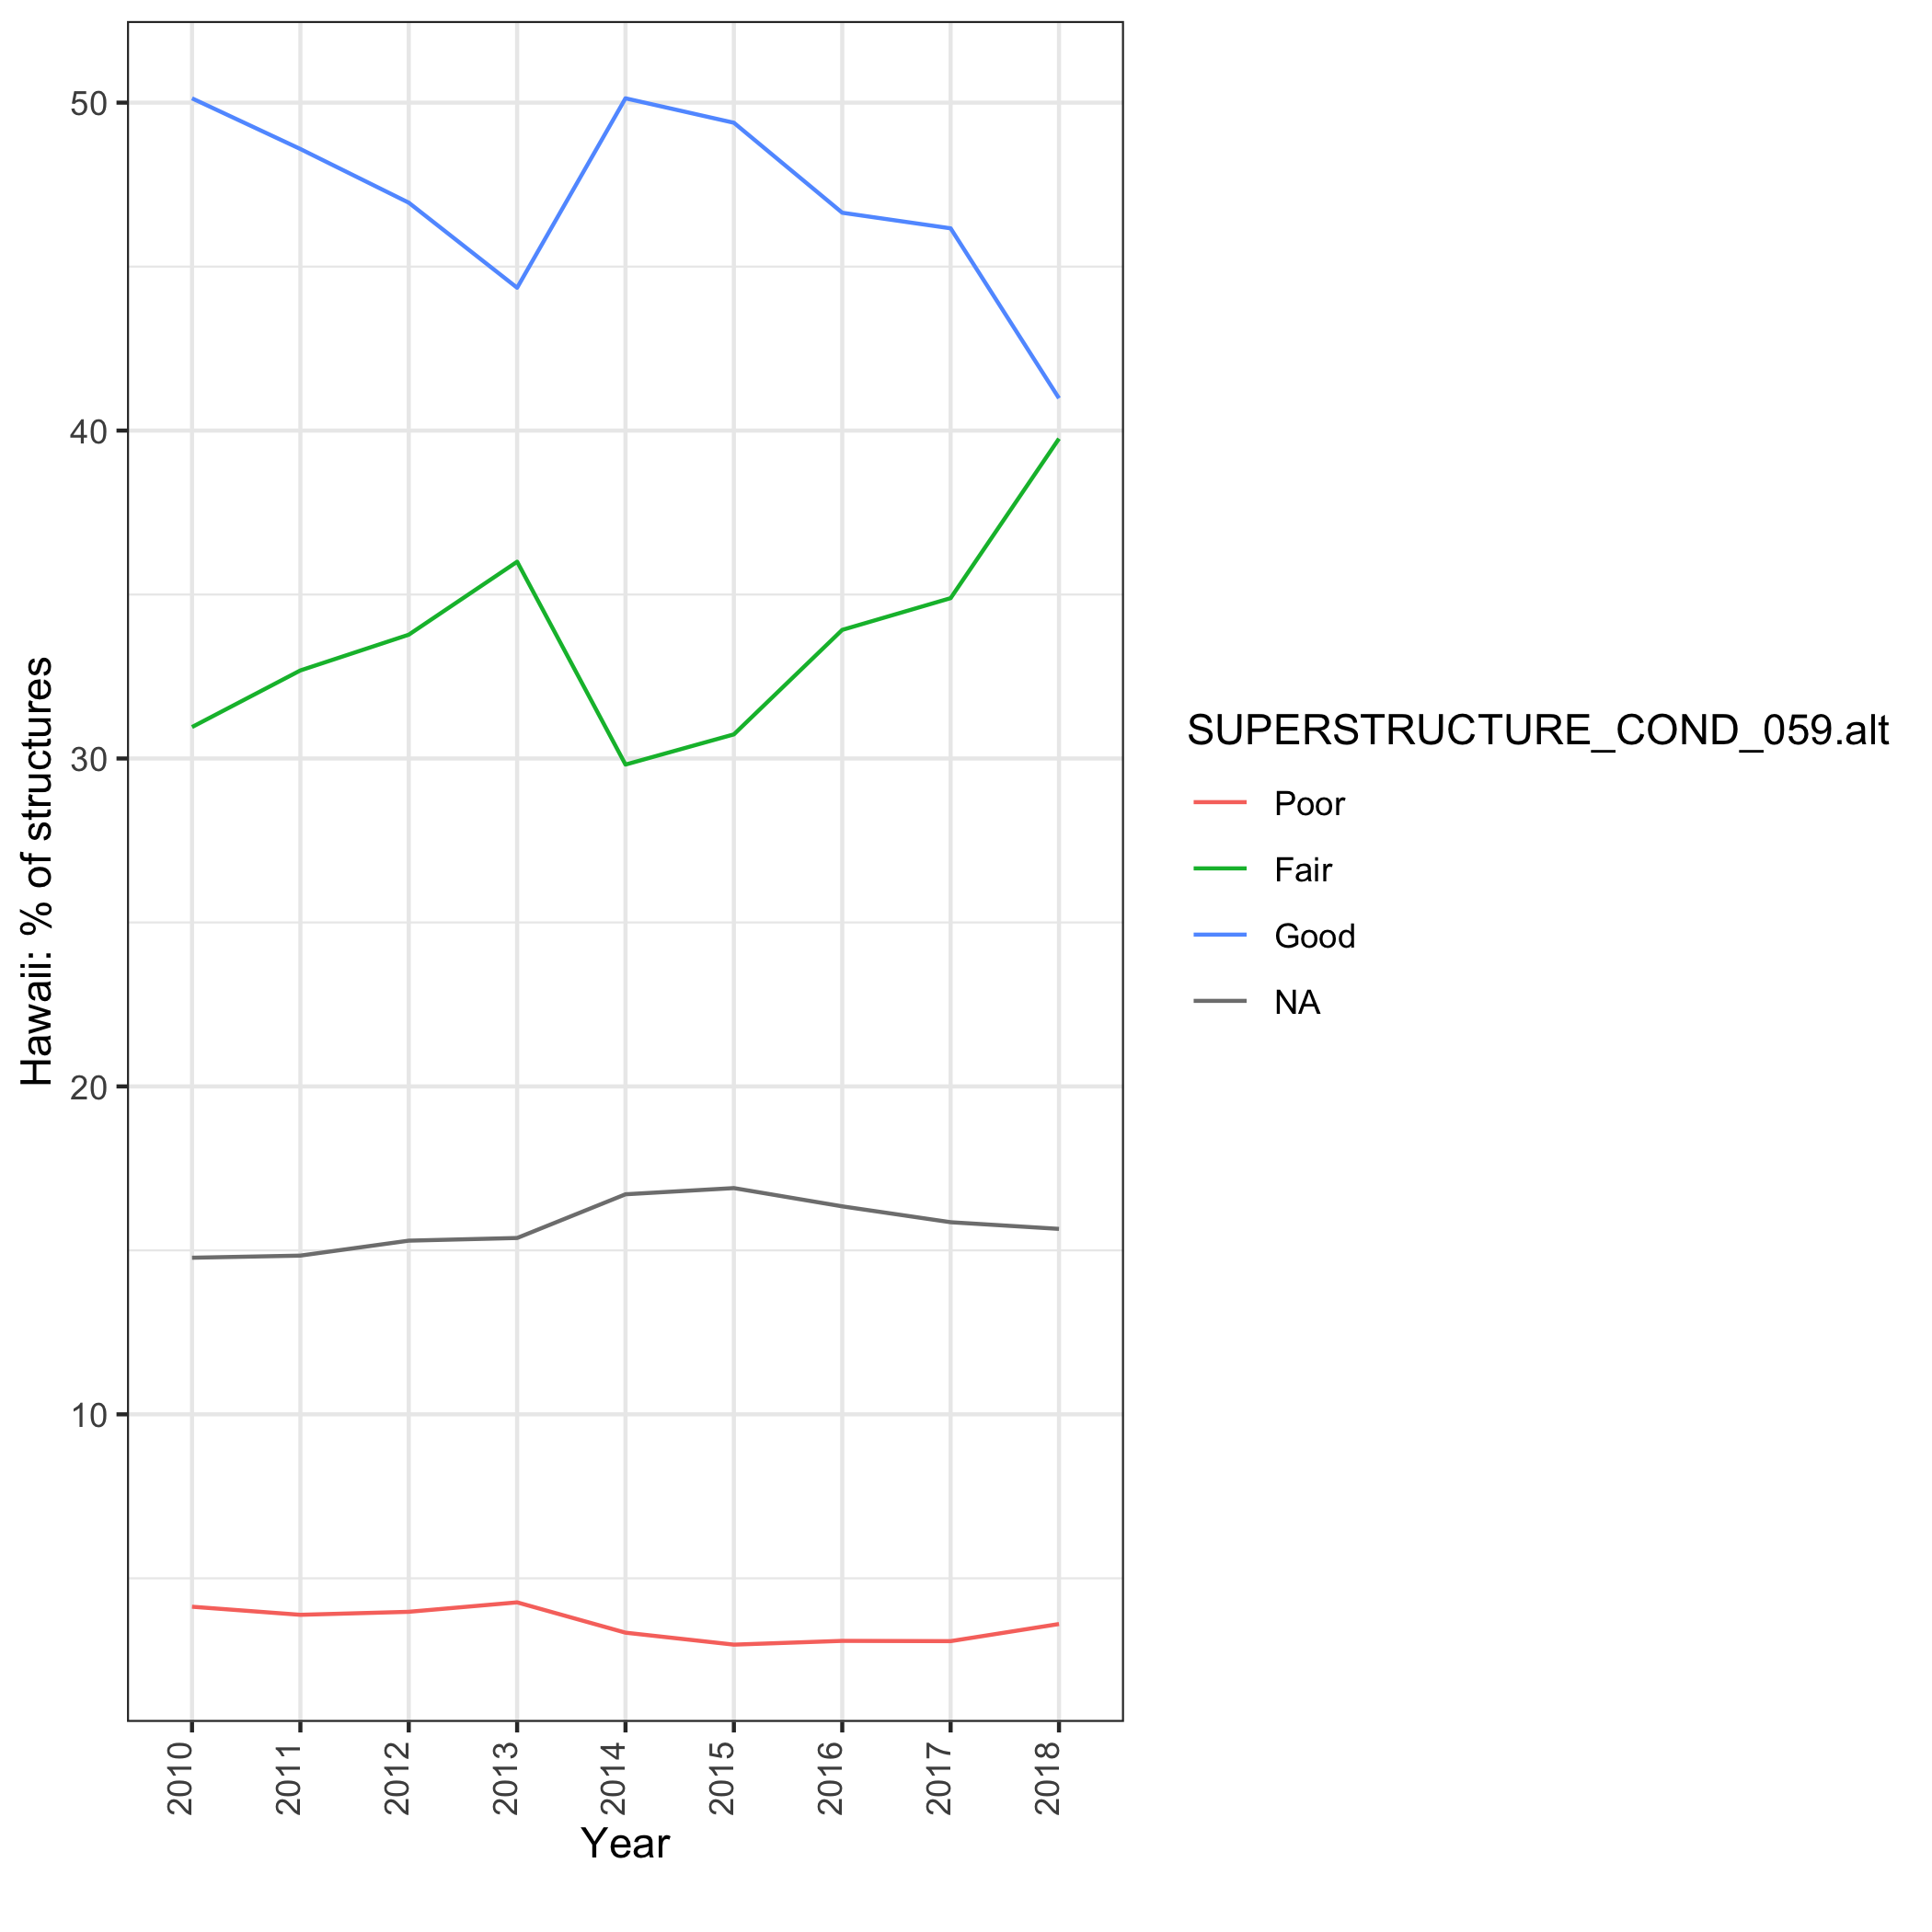 50
40
30
20
10
Hawaii: % of structures
2010
2011
2012
2013
2014
2015
2016
2017
2018
Year
SUPERSTRUCTURE_COND_059.alt
Poor
Fair
Good
NA